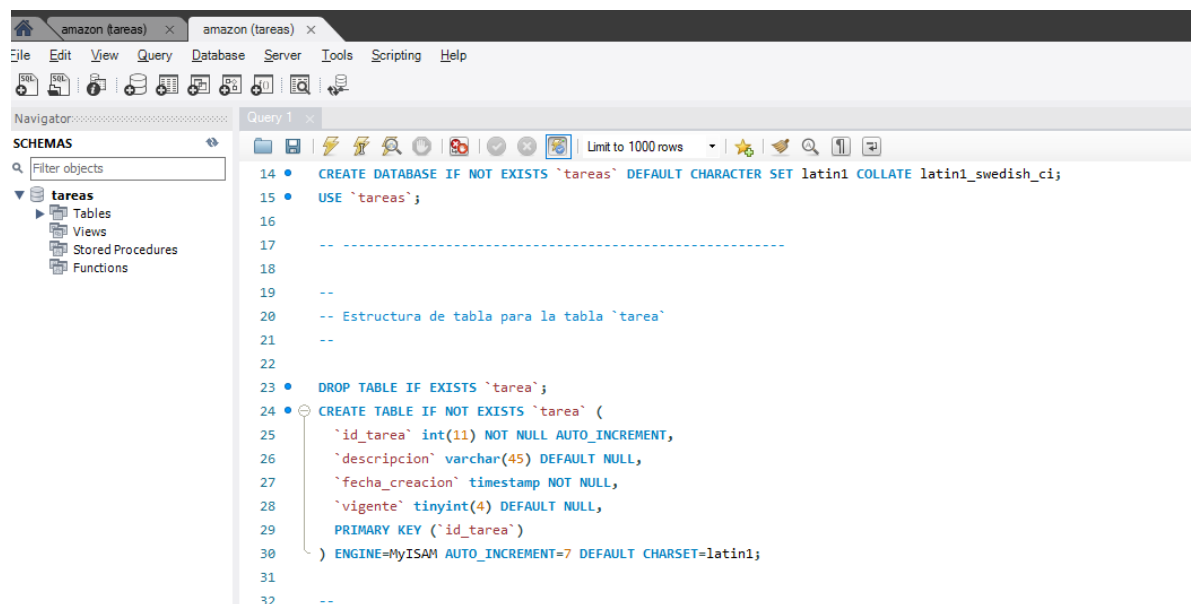 amazon (tareas) × amazon (tareas) ×
File Edit View Query Database Server Tools Scripting Help
Navigator Query 1 ×
SCHEMAS
Limit to 1000 rows
Filter objects
tareas
Tables
Views
Stored Procedures
Functions
14 CREATE DATABASE IF NOT EXISTS `tareas` DEFAULT CHARACTER SET latin1 COLLATE latin1_swedish_ci;
15 USE `tareas`;
16
17 -- --------------------------------------------------------
18
19 --
20 -- Estructura de tabla para la tabla `tarea`
21 --
22
23 DROP TABLE IF EXISTS `tarea`;
24 CREATE TABLE IF NOT EXISTS `tarea` (
25 `id_tarea` int(11) NOT NULL AUTO_INCREMENT,
26 `descripcion` varchar(45) DEFAULT NULL,
27 `fecha_creacion` timestamp NOT NULL,
28 `vigente` tinyint(4) DEFAULT NULL,
29 PRIMARY KEY (`id_tarea`)
30 ) ENGINE=MyISAM AUTO_INCREMENT=7 DEFAULT CHARSET=latin1;
31
32 --